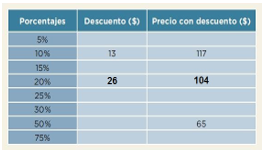 Porcentajes Descuento ($) Precio con descuento ($)
5%
10% 13 117
15%
20% 26 104
25%
30%
50% 65
75%